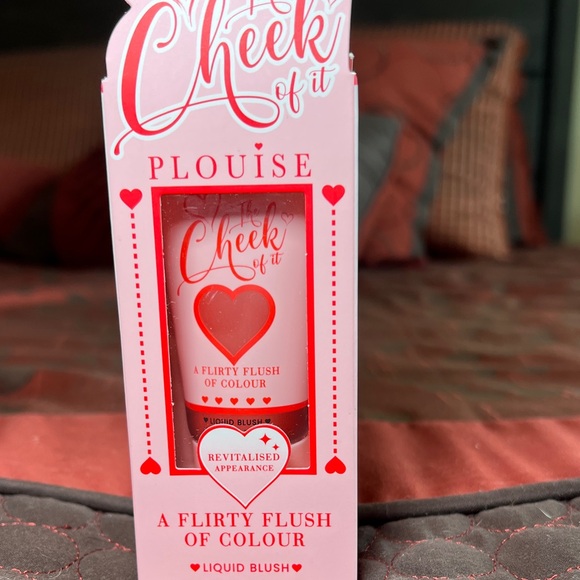 The
Cheek
of it
PLOUISE
The
Cheek
of it
A FLIRTY FLUSH
OF COLOUR
LIQUID BLUSH
REVITALISED
APPEARANCE
A FLIRTY FLUSH
OF COLOUR
LIQUID BLUSH